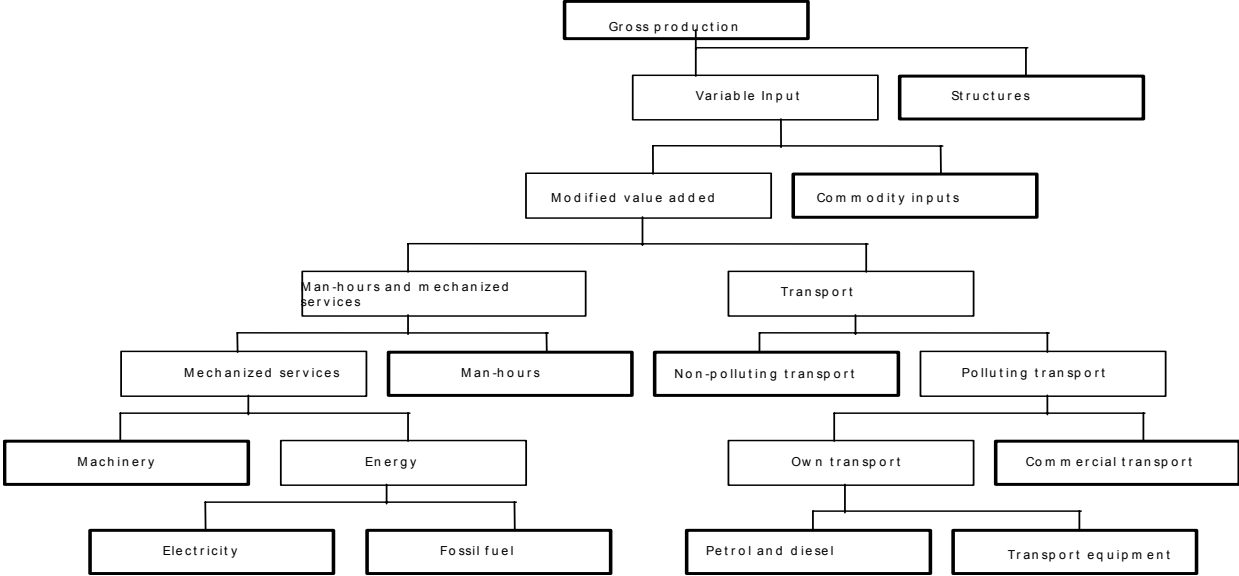 Gross production
Variable Input
Structures
Modified value added
Commodity inputs
Man-hours and mechanized
services
Transport
Mechanized services
Man-hours
Non-polluting transport
Polluting transport
Machinery
Energy
Own transport
Commercial transport
Electricity
Fossil fuel
Petrol and diesel
Transport equipment